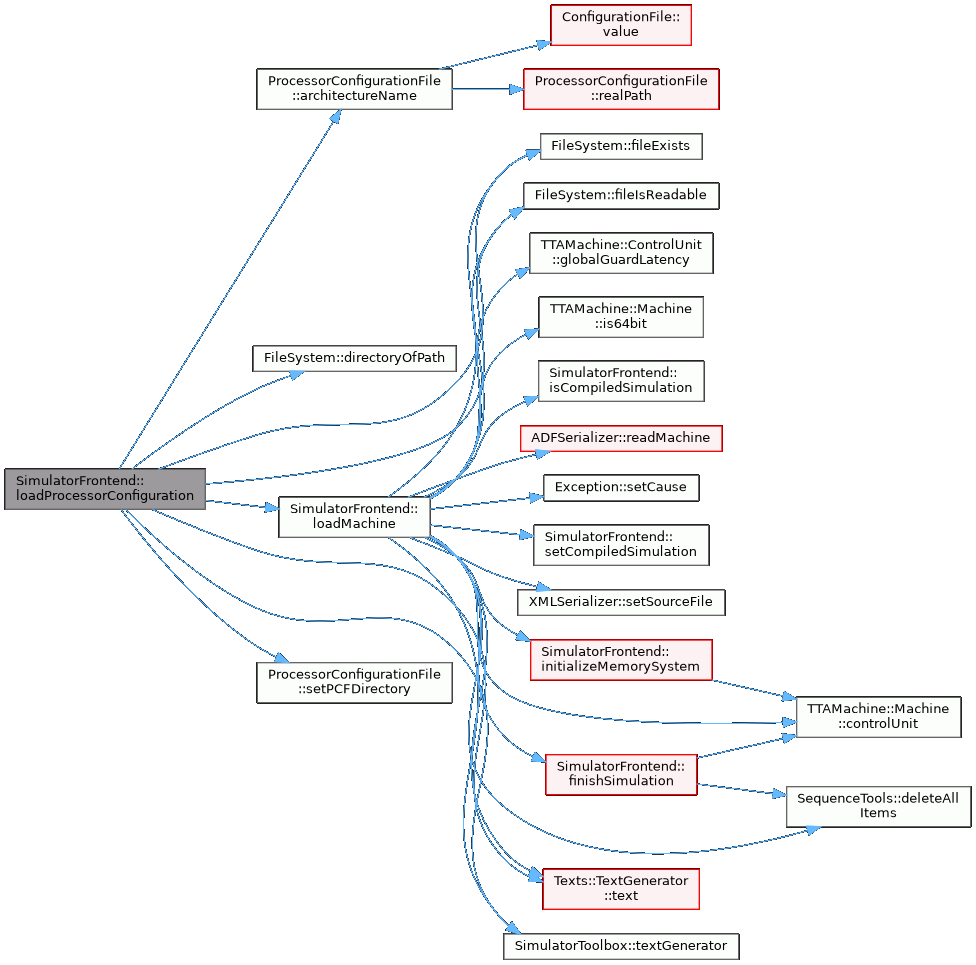 ConfigurationFile::
value
ProcessorConfigurationFile
::architectureName
ProcessorConfigurationFile
::realPath
FileSystem::fileExists
FileSystem::fileIsReadable
TTAMachine::ControlUnit
::globalGuardLatency
TTAMachine::Machine
::is64bit
FileSystem::directoryOfPath
SimulatorFrontend::
isCompiledSimulation
ADFSerializer::readMachine
SimulatorFrontend::
loadProcessorConfiguration
Exception::setCause
SimulatorFrontend::
loadMachine
SimulatorFrontend::
setCompiledSimulation
XMLSerializer::setSourceFile
SimulatorFrontend::
initializeMemorySystem
ProcessorConfigurationFile
::setPCFDirectory
TTAMachine::Machine
::controlUnit
SimulatorFrontend::
finishSimulation
SequenceTools::deleteAll
Items
Texts::TextGenerator
::text
SimulatorToolbox::textGenerator